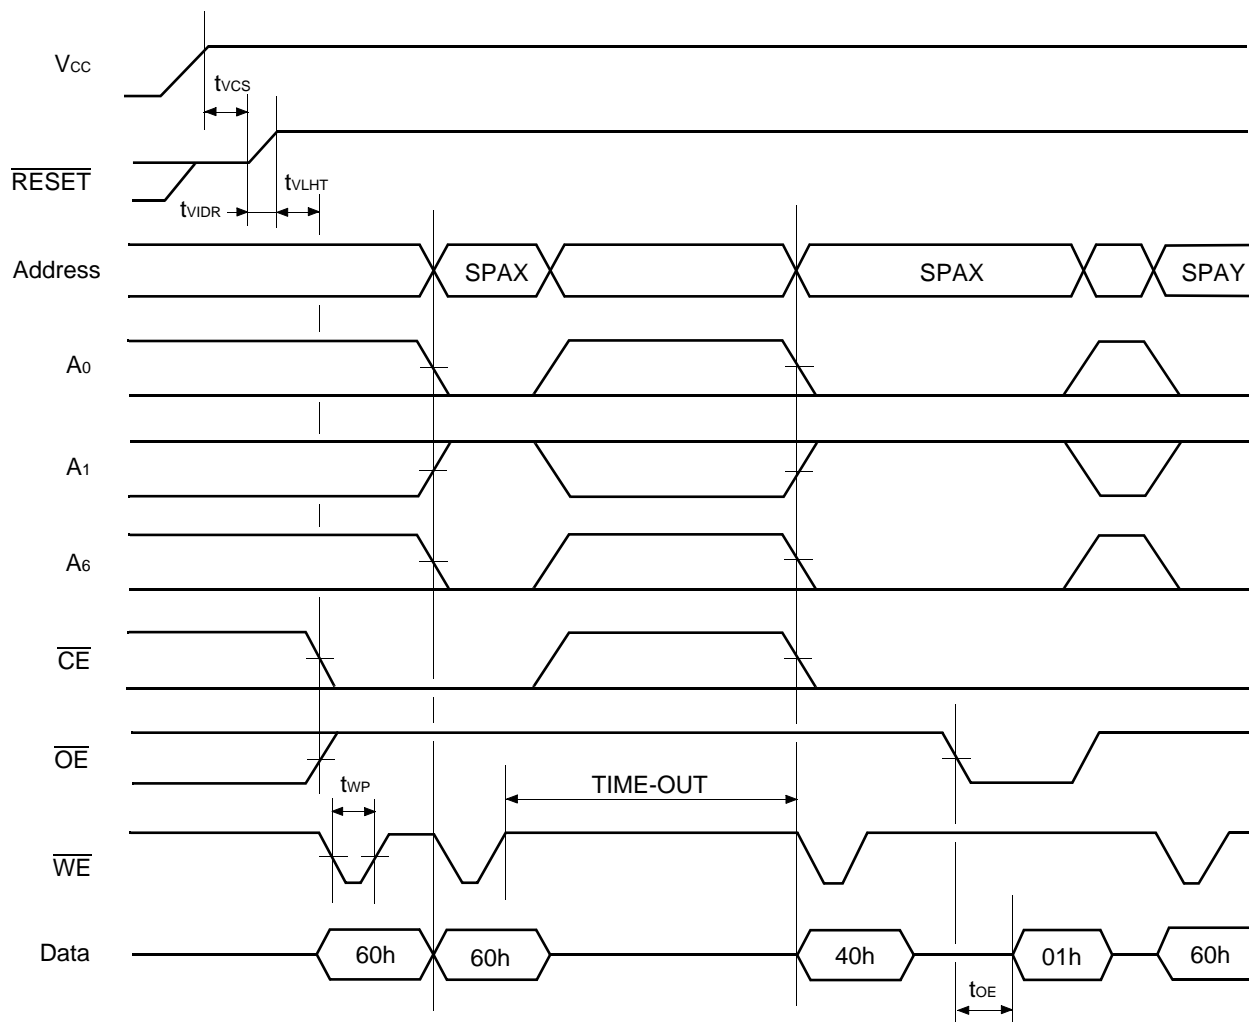 VCC
tVCS
RESET
tVLHT
tVIDR
Address
SPAX
SPAX
SPAY
A0
A1
A6
CE
OE
tWP
TIME-OUT
WE
Data
60h
60h
40h
01h
60h
tOE